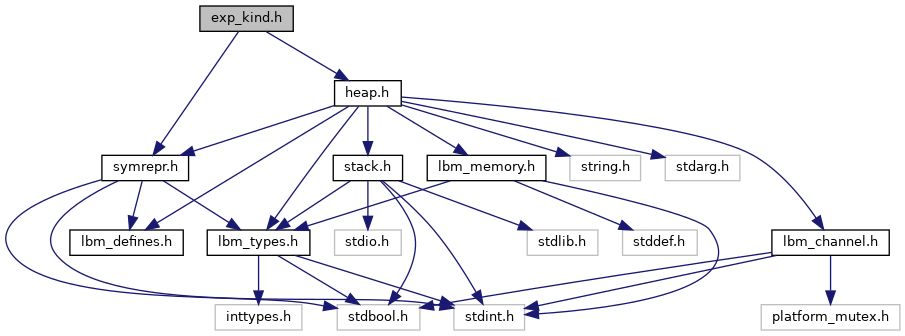 exp_kind.h
heap.h
symrepr.h
stack.h
lbm_memory.h
string.h
stdarg.h
lbm_defines.h
lbm_types.h
stdio.h
stdlib.h
stddef.h
lbm_channel.h
inttypes.h
stdbool.h
stdint.h
platform_mutex.h